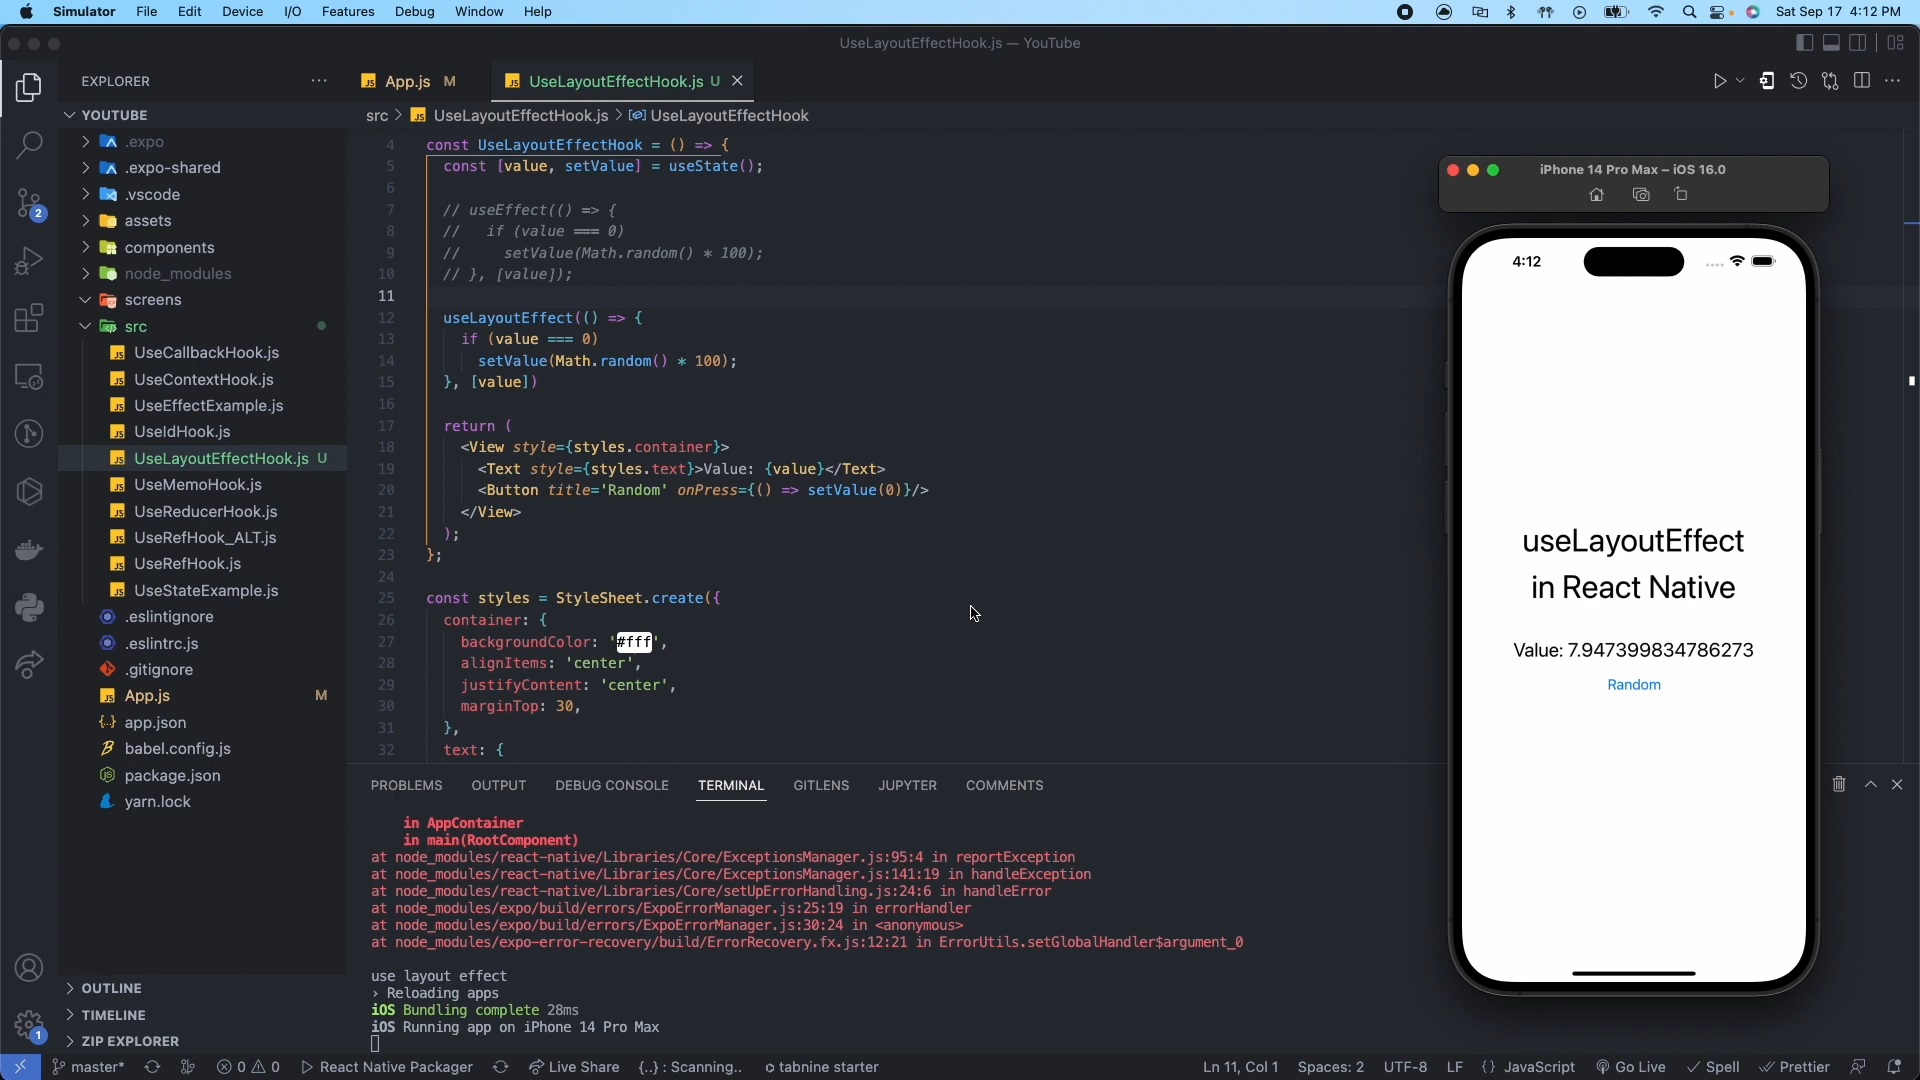 Simulator File Edit Device I/O Features Debug Window Help
Sat Sep 17 4:12 PM
UseLayoutEffectHook.js — YouTube
EXPLORER
App.js M
UseLayoutEffectHook.js U
YOUTUBE
src > UseLayoutEffectHook.js > UseLayoutEffectHook
.expo
.expo-shared
.vscode
assets
components
node_modules
screens
src
UseCallbackHook.js
UseContextHook.js
UseEffectExample.js
UseIdHook.js
UseLayoutEffectHook.js U
UseMemoHook.js
UseReducerHook.js
UseRefHook_ALT.js
UseRefHook.js
UseStateExample.js
.eslintignore
.eslintrc.js
.gitignore
App.js M
app.json
babel.config.js
package.json
yarn.lock
OUTLINE
TIMELINE
ZIP EXPLORER
2
1
4 const UseLayoutEffectHook = () => {
5 const [value, setValue] = useState();
6
7 // useEffect(() => {
8 // if (value === 0)
9 // setValue(Math.random() * 100);
10 // }, [value]);
11
12 useLayoutEffect(() => {
13 if (value === 0)
14 setValue(Math.random() * 100);
15 }, [value])
16
17 return (
18 <View style={styles.container}>
19 <Text style={styles.text}>Value: {value}</Text>
20 <Button title='Random' onPress={() => setValue(0)}/>
21 </View>
22 );
23 };
24
25 const styles = StyleSheet.create({
26 container: {
27 backgroundColor: '#fff',
28 alignItems: 'center',
29 justifyContent: 'center',
30 marginTop: 30,
31 },
32 text: {
PROBLEMS OUTPUT DEBUG CONSOLE TERMINAL GITLENS JUPYTER COMMENTS
in AppContainer
in main(RootComponent)
at node_modules/react-native/Libraries/Core/ExceptionsManager.js:95:4 in reportException
at node_modules/react-native/Libraries/Core/ExceptionsManager.js:141:19 in handleException
at node_modules/react-native/Libraries/Core/setUpErrorHandling.js:24:6 in handleError
at node_modules/expo/build/errors/ExpoErrorManager.js:25:19 in errorHandler
at node_modules/expo/build/errors/ExpoErrorManager.js:30:24 in <anonymous>
at node_modules/expo-error-recovery/build/ErrorRecovery.fx.js:12:21 in ErrorUtils.setGlobalHandler$argument_0
use layout effect
› Reloading apps
iOS Bundling complete 28ms
iOS Running app on iPhone 14 Pro Max
iPhone 14 Pro Max – iOS 16.0
4:12
useLayoutEffect
in React Native
Value: 7.947399834786273
Random
master* 0 0 React Native Packager Live Share {..} : Scanning.. tabnine starter
Ln 11, Col 1 Spaces: 2 UTF-8 LF {} JavaScript Go Live Spell Prettier